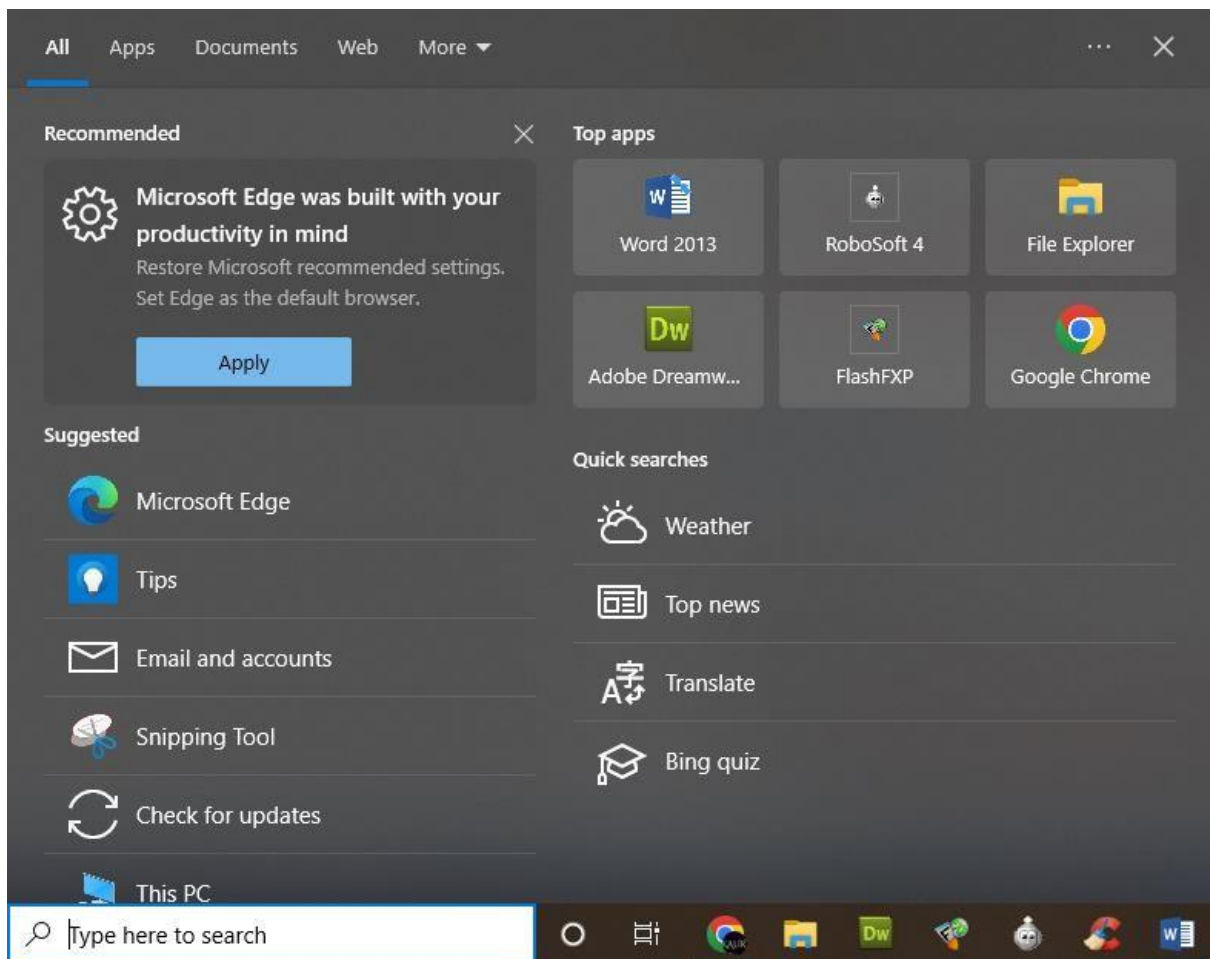 All Apps Documents Web More
Recommended
Microsoft Edge was built with your
productivity in mind
Restore Microsoft recommended settings.
Set Edge as the default browser.
Apply
Suggested
Microsoft Edge
Tips
Email and accounts
Snipping Tool
Check for updates
This PC
Top apps
Word 2013
RoboSoft 4
File Explorer
Dw
Adobe Dreamw...
FlashFXP
Google Chrome
Quick searches
Weather
Top news
Translate
Bing quiz
Type here to search
Dw